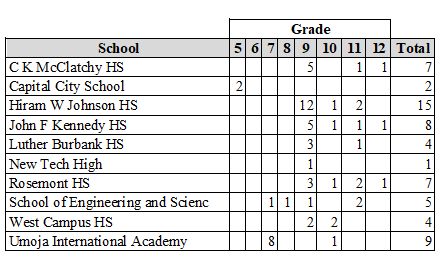 Grade
School 5 6 7 8 9 10 11 12 Total
C K McClatchy HS 5 1 1 7
Capital City School 2 2
Hiram W Johnson HS 12 1 2 15
John F Kennedy HS 5 1 1 1 8
Luther Burbank HS 3 1 4
New Tech High 1 1
Rosemont HS 3 1 2 1 7
School of Engineering and Scienc 1 1 1 2 5
West Campus HS 2 2 4
Umoja International Academy 8 1 9